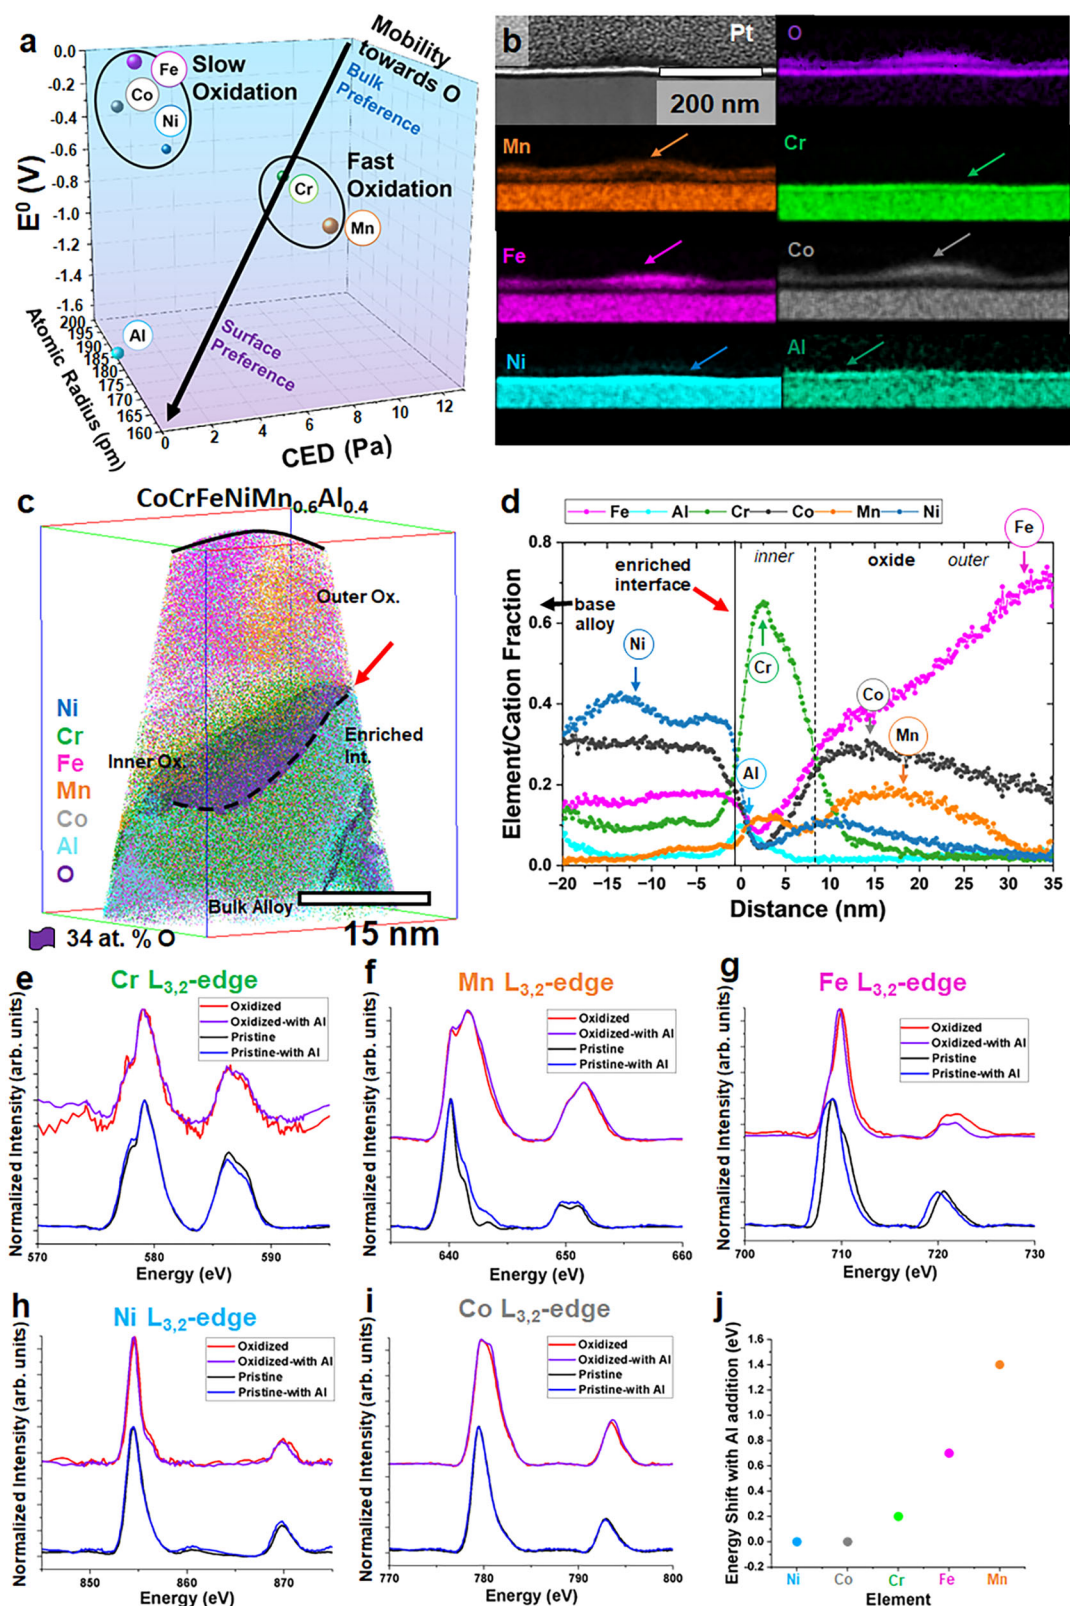 a
Mobility
towards O
Bulk
Preference
Slow
Oxidation
Fe
Co
Ni
Fast
Oxidation
Cr
Mn
Al
Surface
Preference
0.0
-0.2
-0.4
-0.6
-0.8
-1.0
-1.2
-1.4
-1.6
E⁰ (V)
200
195
190
185
180
175
170
165
160
Atomic Radius (pm)
0 2 4 6 8 10 12
CED (Pa)
b
Pt
200 nm
O
Mn
Cr
Fe
Co
Ni
Al
c
CoCrFeNiMn₀.₆Al₀.₄
Outer Ox.
Inner Ox.
Enriched
Int.
Bulk Alloy
Ni
Cr
Fe
Mn
Co
Al
O
34 at. % O
15 nm
d
Fe Al Cr Co Mn Ni
enriched
interface
inner
oxide
outer
base
alloy
Fe
Ni
Cr
Co
Mn
Al
0.8
0.6
0.4
0.2
0.0
Element/Cation Fraction
-20 -15 -10 -5 0 5 10 15 20 25 30 35
Distance (nm)
e
Cr L₃,₂-edge
Oxidized
Oxidized-with Al
Pristine
Pristine-with Al
Normalized Intensity (arb. units)
570 580 590
Energy (eV)
f
Mn L₃,₂-edge
Oxidized
Oxidized-with Al
Pristine
Pristine-with Al
Normalized Intensity (arb. units)
640 650 660
Energy (eV)
g
Fe L₃,₂-edge
Oxidized
Oxidized-with Al
Pristine
Pristine-with Al
Normalized Intensity (arb. units)
700 710 720 730
Energy (eV)
h
Ni L₃,₂-edge
Oxidized
Oxidized-with Al
Pristine
Pristine-with Al
Normalized Intensity (arb. units)
850 860 870
Energy (eV)
i
Co L₃,₂-edge
Oxidized
Oxidized-with Al
Pristine
Pristine-with Al
Normalized Intensity (arb. units)
770 780 790 800
Energy (eV)
j
Energy Shift with Al addition (eV)
1.6
1.4
1.2
1.0
0.8
0.6
0.4
0.2
0.0
-0.2
Ni Co Cr Fe Mn
Element